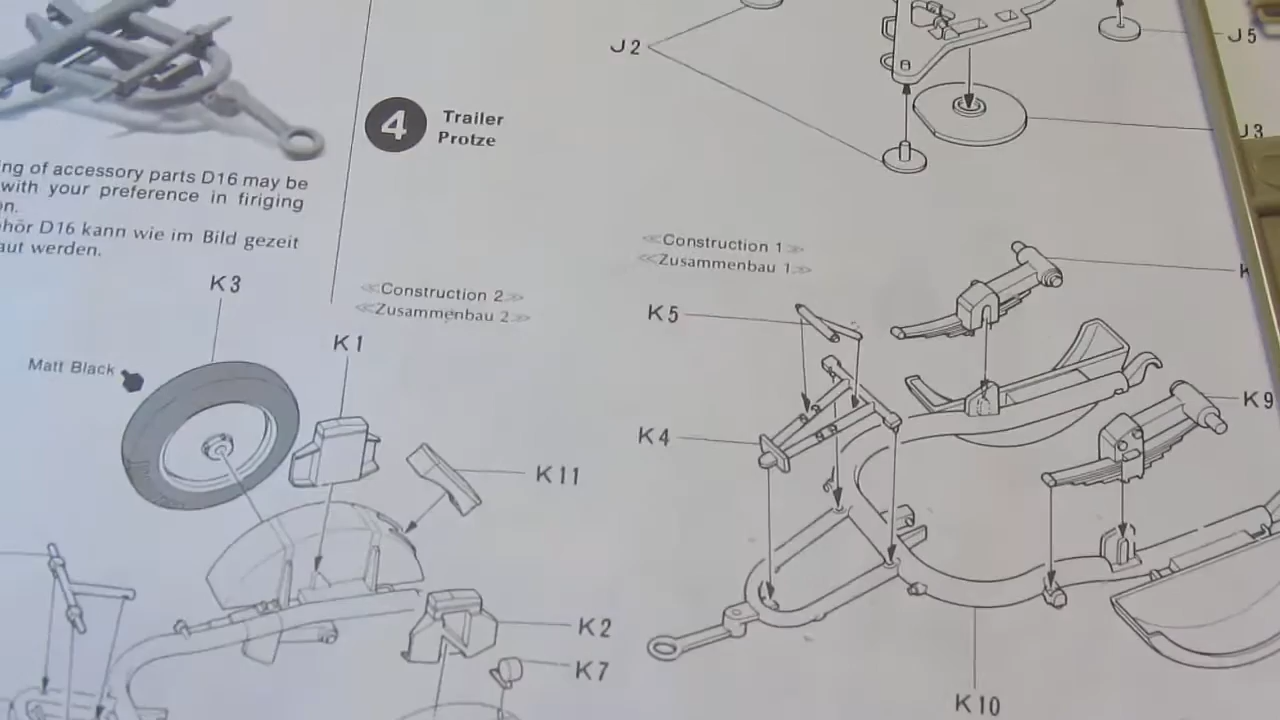 J2
J5
4
Trailer
Protze
J3
ing of accessory parts D16 may be
with your preference in firiging
on.
hör D16 kann wie im Bild gezeit
aut werden.
≪Construction 1≫
≪Zusammenbau 1≫
K3
≪Construction 2≫
≪Zusammenbau 2≫
K
K5
K1
Matt Black
K9
K4
K11
K2
K7
K10